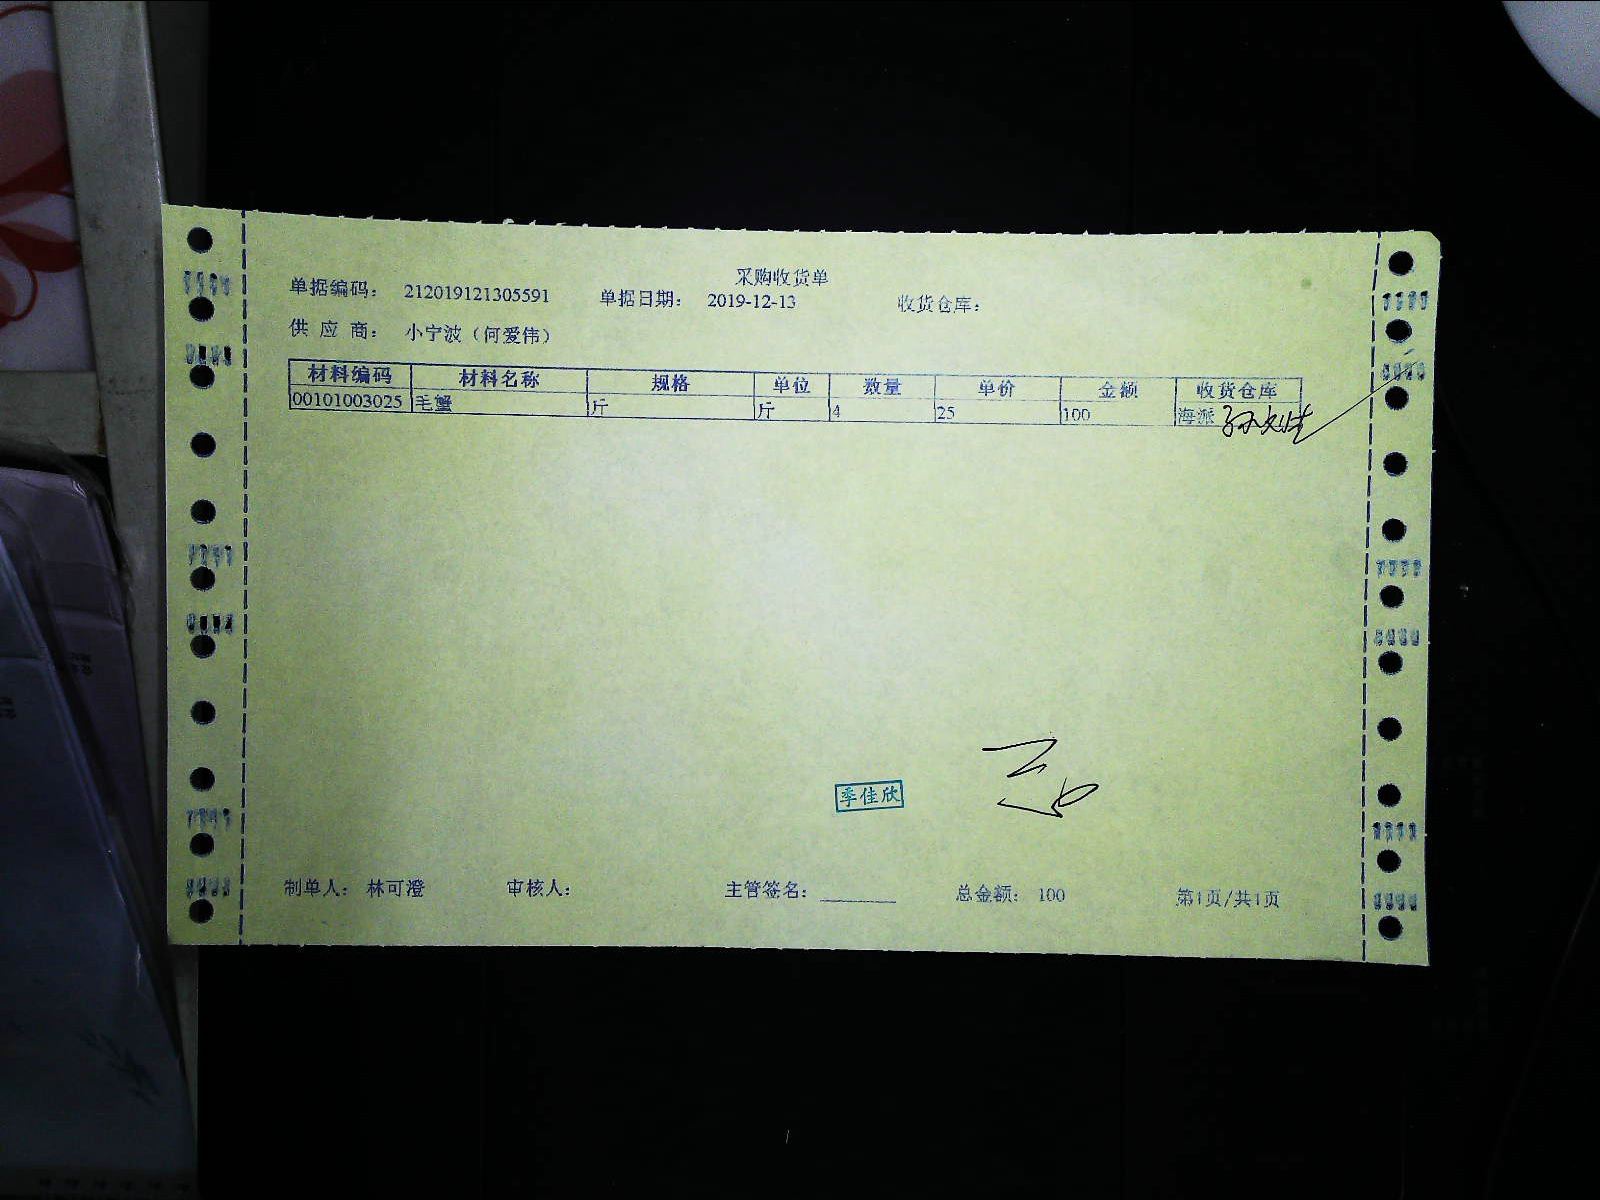 采购收货单
单据编码： 212019121305591 单据日期： 2019-12-13 收货仓库：
供 应 商： 小宁波（何爱伟）
材料编码 材料名称 规格 单位 数量 单价 金额 收货仓库
00101003025 毛蟹 斤 斤 4 25 100 海派
季佳欣
制单人： 林可澄 审核人： 主管签名： 总金额： 100 第1页/共1页